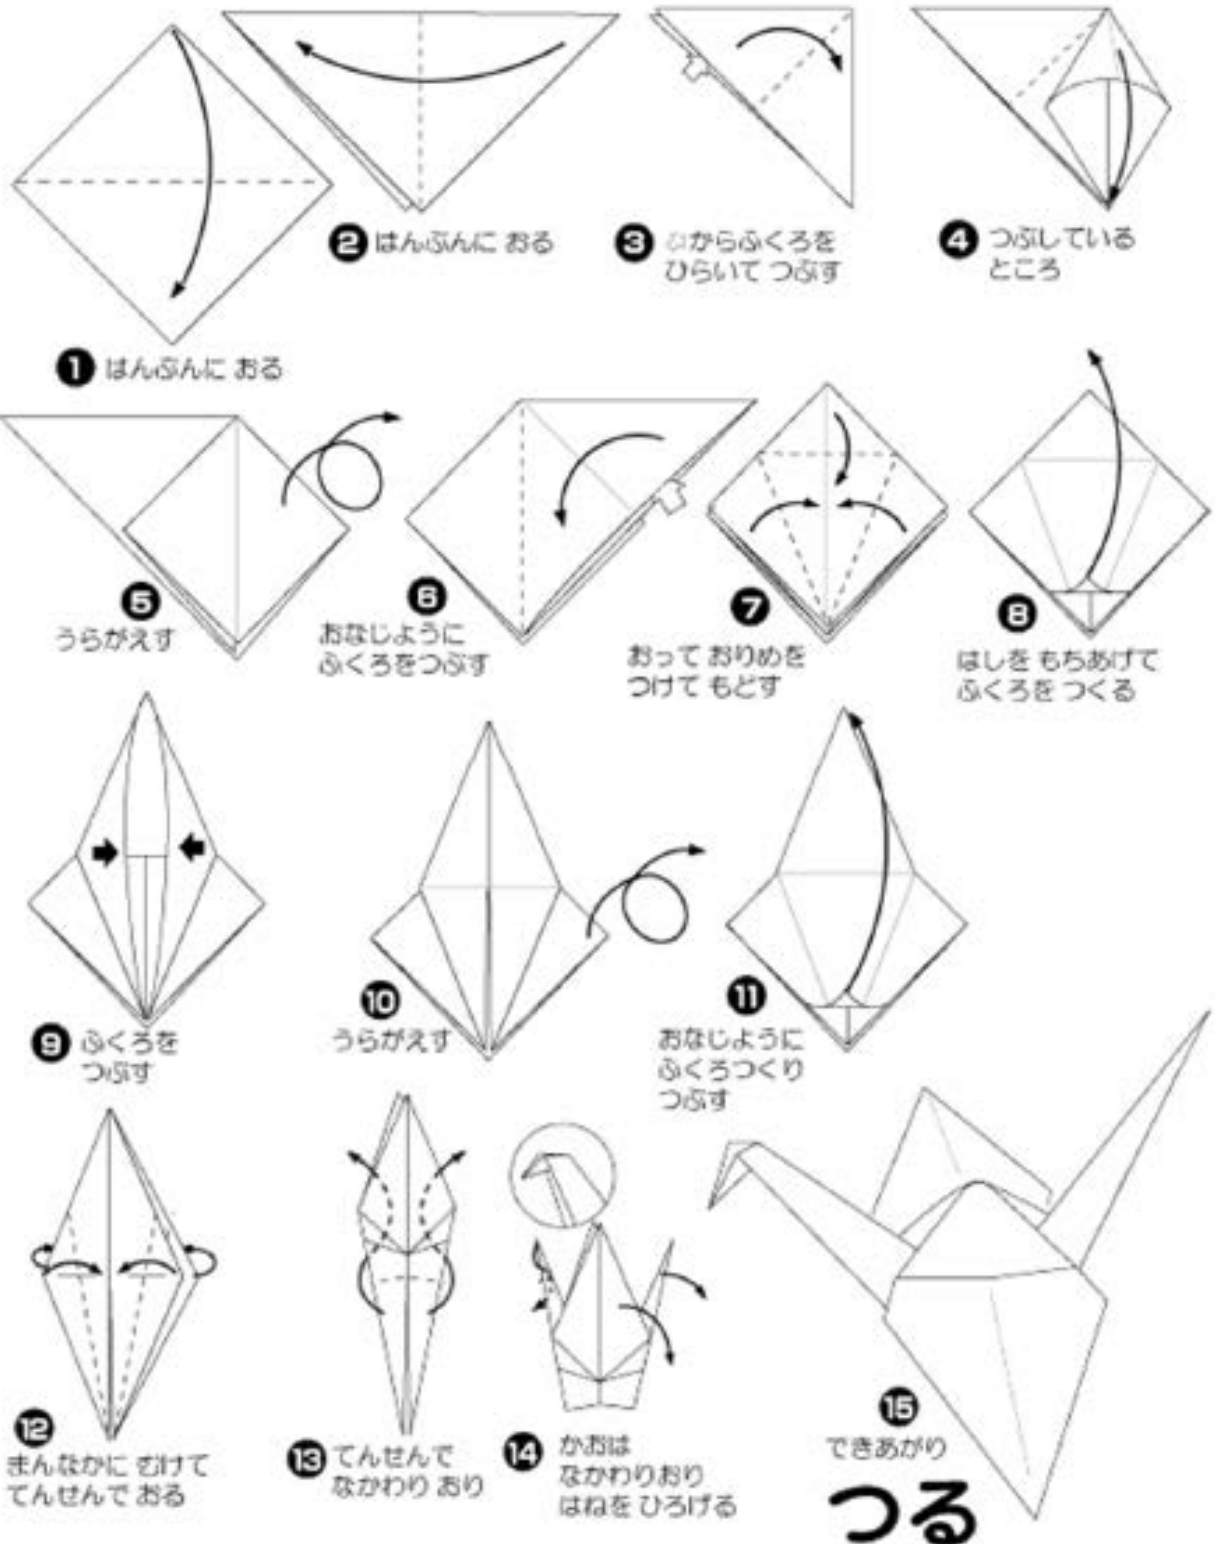 1 はんぶんに おる
2 はんぶんに おる
3 からふくろを
ひらいて つぶす
4 つぶしている
ところ
5
うらがえす
6
おなじように
ふくろをつぶす
7
おって おりめを
つけて もどす
8
はしを もちあげて
ふくろを つくる
9 ふくろを
つぶす
10
うらがえす
11
おなじように
ふくろつくり
つぶす
12
まんなかに むけて
てんせんで おる
13 てんせんで
なかわり おり
14 かおは
なかわりおり
はねを ひろげる
15
できあがり
つる